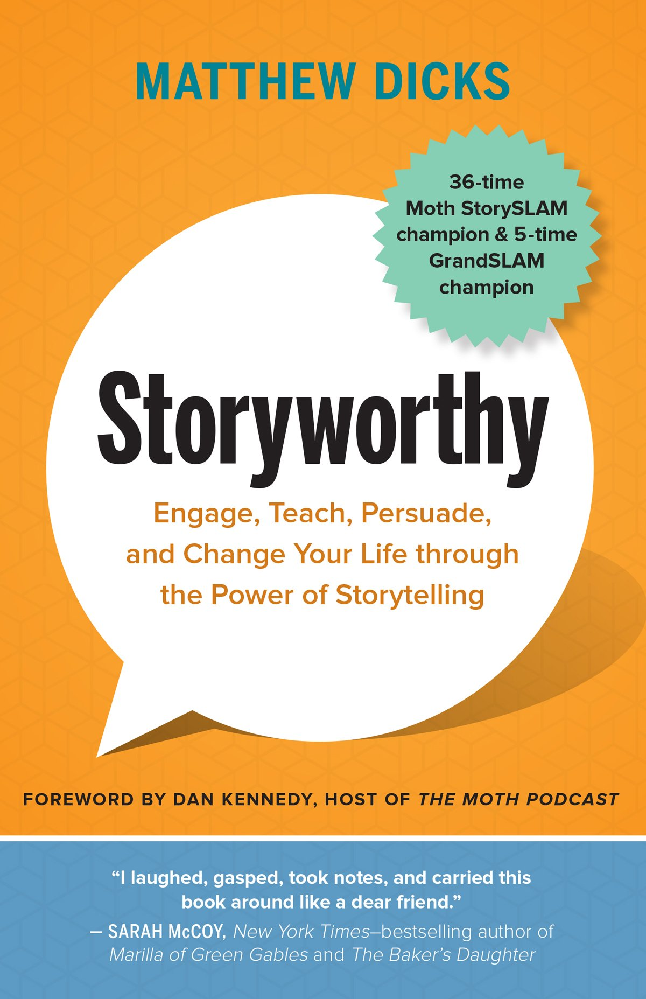 MATTHEW DICKS
36-time
Moth StorySLAM
champion & 5-time
GrandSLAM
champion
Storyworthy
Engage, Teach, Persuade,
and Change Your Life through
the Power of Storytelling
FOREWORD BY DAN KENNEDY, HOST OF THE MOTH PODCAST
“I laughed, gasped, took notes, and carried this
book around like a dear friend.”
— SARAH McCOY, New York Times–bestselling author of
Marilla of Green Gables and The Baker’s Daughter